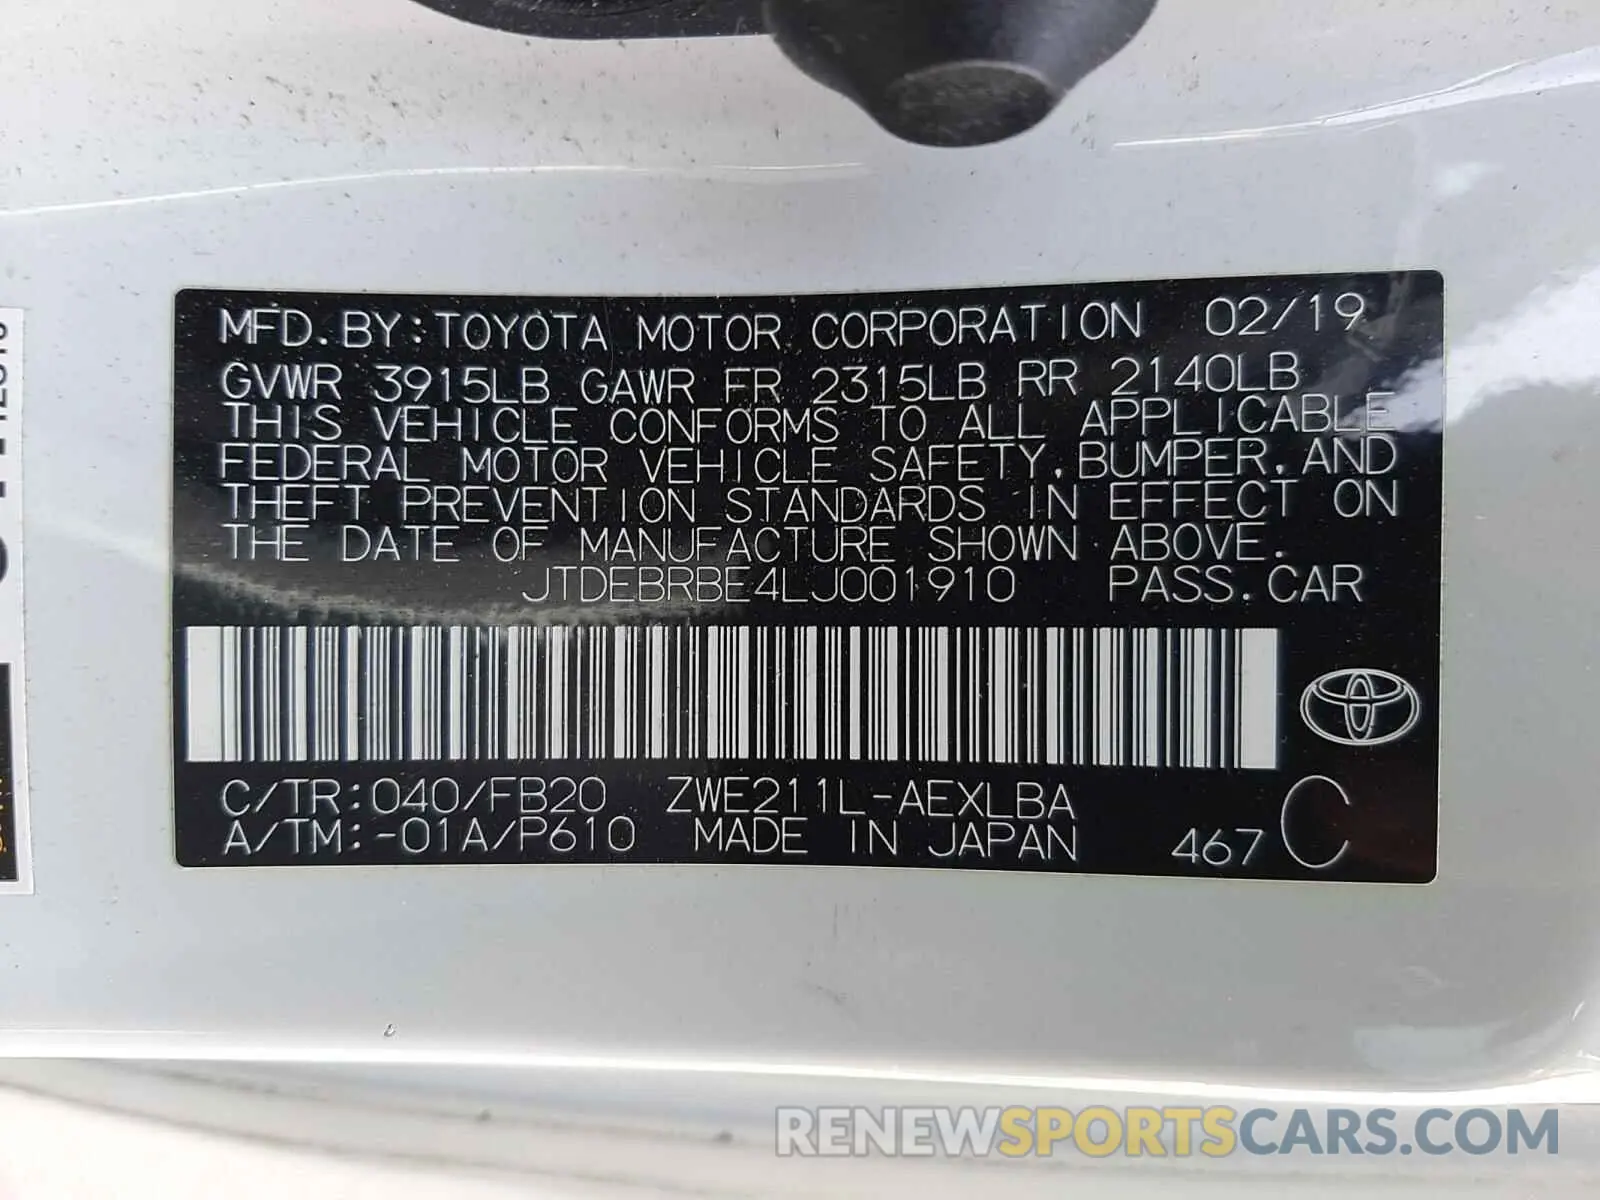 MFD. BY: TOYOTA MOTOR CORPORATION 02/19
GVWR 3915LB GAWR FR 2315LB RR 2140LB
THIS VEHICLE CONFORMS TO ALL APPLICABLE
FEDERAL MOTOR VEHICLE SAFETY, BUMPER, AND
THEFT PREVENTION STANDARDS IN EFFECT ON
THE DATE OF MANUFACTURE SHOWN ABOVE.
JTDEBRBE4LJ001910 PASS. CAR
C/TR: 040/FB20 ZWE211L-AEXLBA
A/TM: -01A/P610 MADE IN JAPAN 467 C
RENEWSPORTSCARS.COM